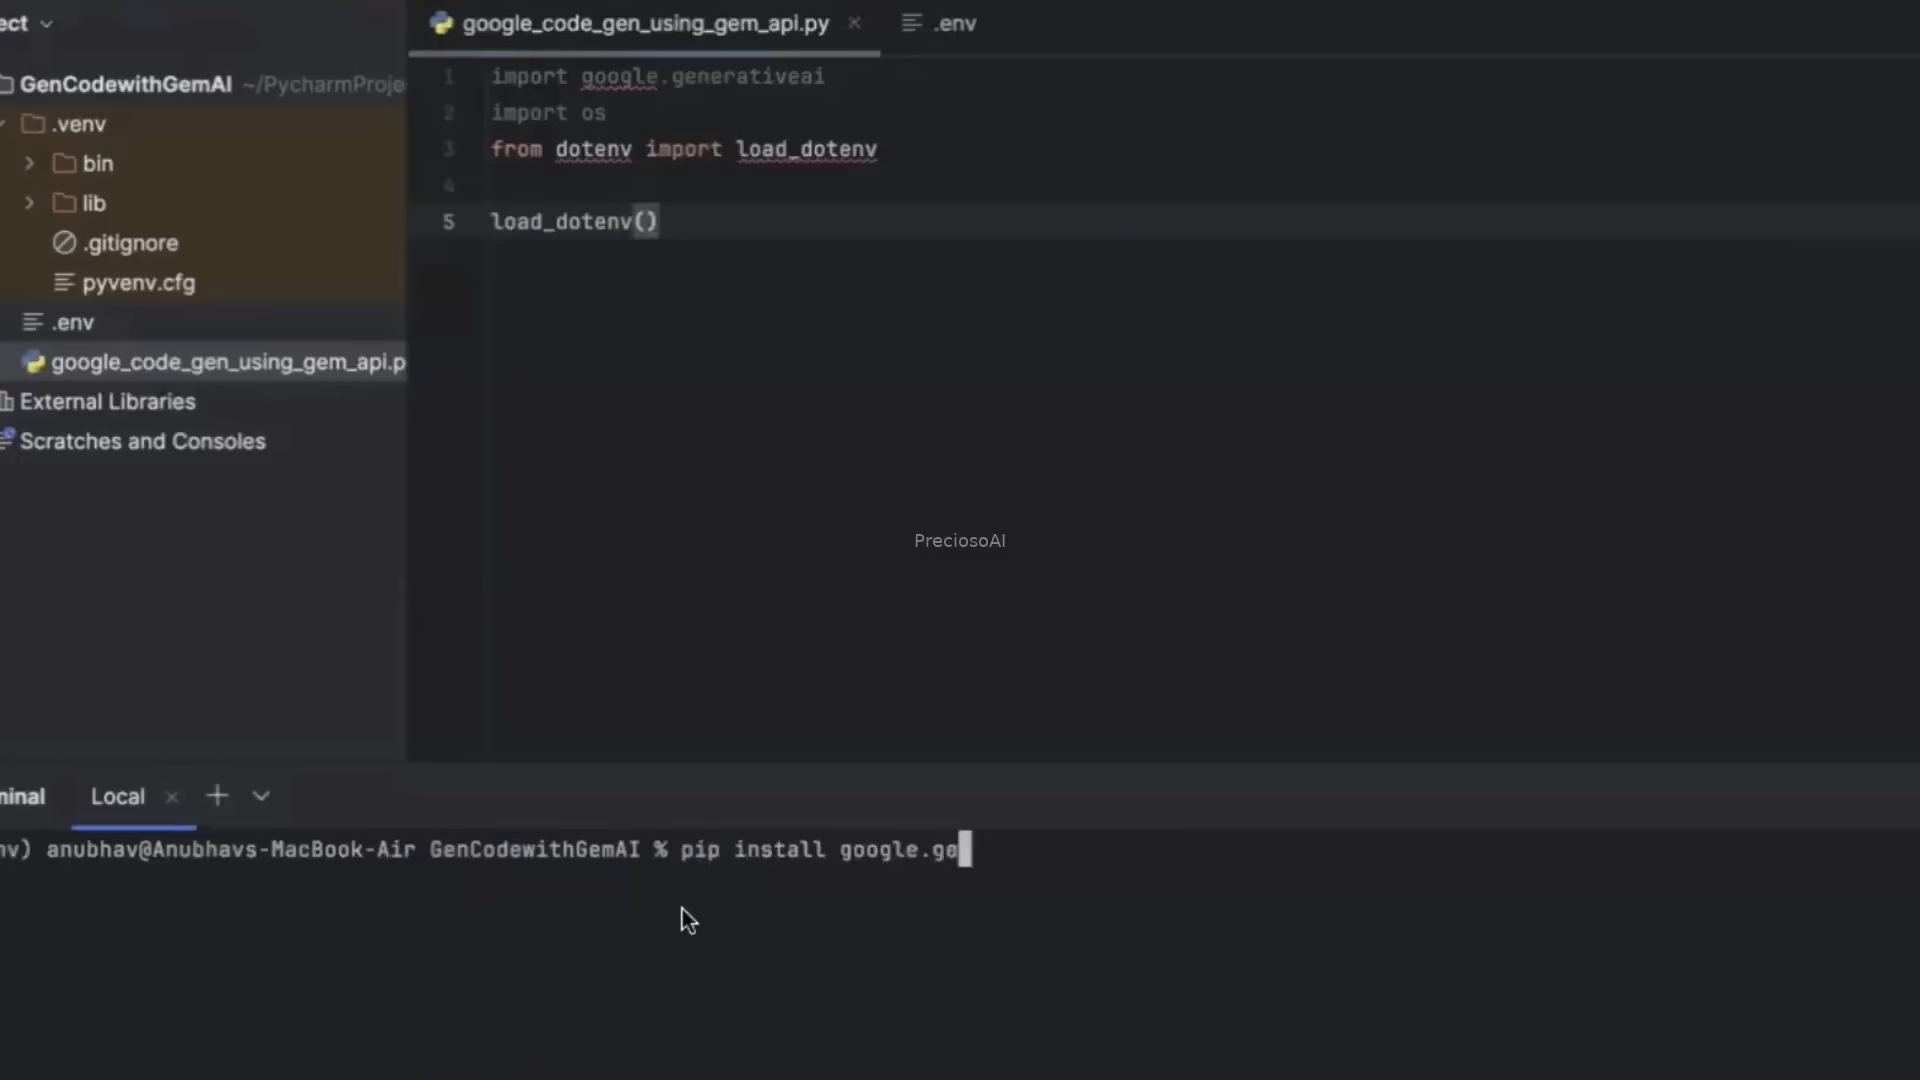 ect
google_code_gen_using_gem_api.py
.env
GenCodewithGemAI ~/PycharmProje
.venv
bin
lib
.gitignore
pyvenv.cfg
.env
google_code_gen_using_gem_api.p
External Libraries
Scratches and Consoles
1 import google.generativeai
2 import os
3 from dotenv import load_dotenv
4
5 load_dotenv()
PreciosoAI
minal Local
nv) anubhav@Anubhavs-MacBook-Air GenCodewithGemAI % pip install google.ge